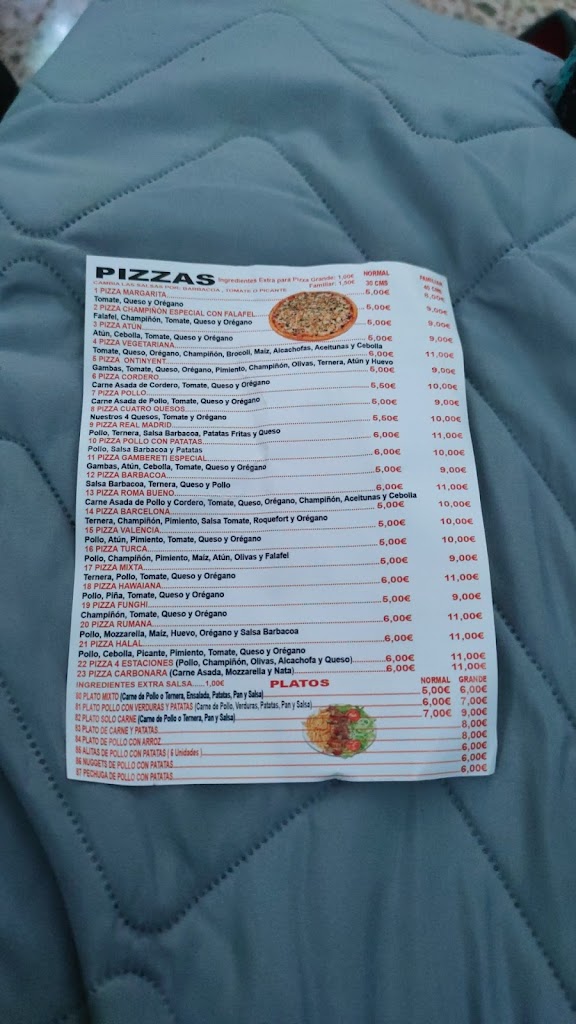 PIZZAS Ingredientes Extra para Pizza Grande: 1,00€ NORMAL FAMILIAR
CAMBIA LAS SALSAS POR: BARBACOA, TOMATE O PICANTE Familiar: 1,50€ 30 CMS 40 CMS
1 PIZZA MARGARITA 5,00€ 9,00€
Tomate, Queso y Orégano
2 PIZZA CHAMPIÑON ESPECIAL CON FALAFEL 5,00€ 9,00€
Falafel, Champiñón, Tomate, Queso y Orégano
3 PIZZA ATÚN 5,00€ 9,00€
Atún, Cebolla, Tomate, Queso y Orégano
4 PIZZA VEGETARIANA 5,00€ 9,00€
Tomate, Queso, Orégano, Champiñón, Brocoli, Maíz, Alcachofas, Aceitunas y Cebolla
5 PIZZA ONTINYENT 6,00€ 11,00€
Gambas, Tomate, Queso, Orégano, Pimiento, Champiñón, Olivas, Ternera, Atún y Huevo
6 PIZZA CORDERO 5,00€ 9,00€
Carne Asada de Cordero, Tomate, Queso y Orégano
7 PIZZA POLLO 5,50€ 10,00€
Carne Asada de Pollo, Tomate, Queso y Orégano
8 PIZZA CUATRO QUESOS 5,00€ 9,00€
Nuestros 4 Quesos, Tomate y Orégano
9 PIZZA REAL MADRID 5,50€ 10,00€
Pollo, Ternera, Salsa Barbacoa, Patatas Fritas y Queso
10 PIZZA POLLO CON PATATAS 6,00€ 11,00€
Pollo, Salsa Barbacoa y Patatas
11 PIZZA GAMBERETI ESPECIAL 6,00€ 10,00€
Gambas, Atún, Cebolla, Tomate, Queso y Orégano
12 PIZZA BARBACOA 5,00€ 9,00€
Salsa Barbacoa, Ternera, Queso y Pollo
13 PIZZA ROMA BUENO 6,00€ 11,00€
Carne Asada de Pollo y Cordero, Tomate, Queso, Orégano, Champiñón, Aceitunas y Cebolla
14 PIZZA BARCELONA 5,00€ 10,00€
Ternera, Champiñón, Pimiento, Salsa Tomate, Roquefort y Orégano
15 PIZZA VALENCIA 5,00€ 10,00€
Pollo, Atún, Pimiento, Tomate, Queso y Orégano
16 PIZZA TURCA 5,00€ 10,00€
Pollo, Champiñón, Pimiento, Maíz, Atún, Olivas y Falafel
17 PIZZA MIXTA 5,00€ 9,00€
Ternera, Pollo, Tomate, Queso y Orégano
18 PIZZA HAWAIANA 6,00€ 11,00€
Pollo, Piña, Tomate, Queso y Orégano
19 PIZZA FUNGHI 5,00€ 9,00€
Champiñón, Tomate, Queso y Orégano
20 PIZZA RUMANA 6,00€ 11,00€
Pollo, Mozzarella, Maíz, Huevo, Orégano y Salsa Barbacoa
21 PIZZA HALAL 6,00€ 11,00€
Pollo, Cebolla, Picante, Pimiento, Tomate, Queso y Orégano
22 PIZZA 4 ESTACIONES (Pollo, Champiñón, Olivas, Alcachofa y Queso) 6,00€ 11,00€
23 PIZZA CARBONARA (Carne Asada, Mozzarella y Nata) 6,00€ 11,00€
INGREDIENTES EXTRA SALSA.....1,00€ PLATOS NORMAL GRANDE
80 PLATO MIXTO (Carne de Pollo o Ternera, Ensalada, Patatas, Pan y Salsa) 5,00€ 6,00€
81 PLATO POLLO CON VERDURAS Y PATATAS (Carne de Pollo, Verduras, Patatas, Pan y Salsa) 6,00€ 7,00€
82 PLATO SOLO CARNE (Carne de Pollo o Ternera, Pan y Salsa) 7,00€ 9,00€
83 PLATO DE CARNE Y PATATAS 8,00€
84 PLATO DE POLLO CON ARROZ 8,00€
85 ALITAS DE POLLO CON PATATAS (6 Unidades) 6,00€
86 NUGGETS DE POLLO CON PATATAS 6,00€
87 PECHUGA DE POLLO CON PATATAS 6,00€